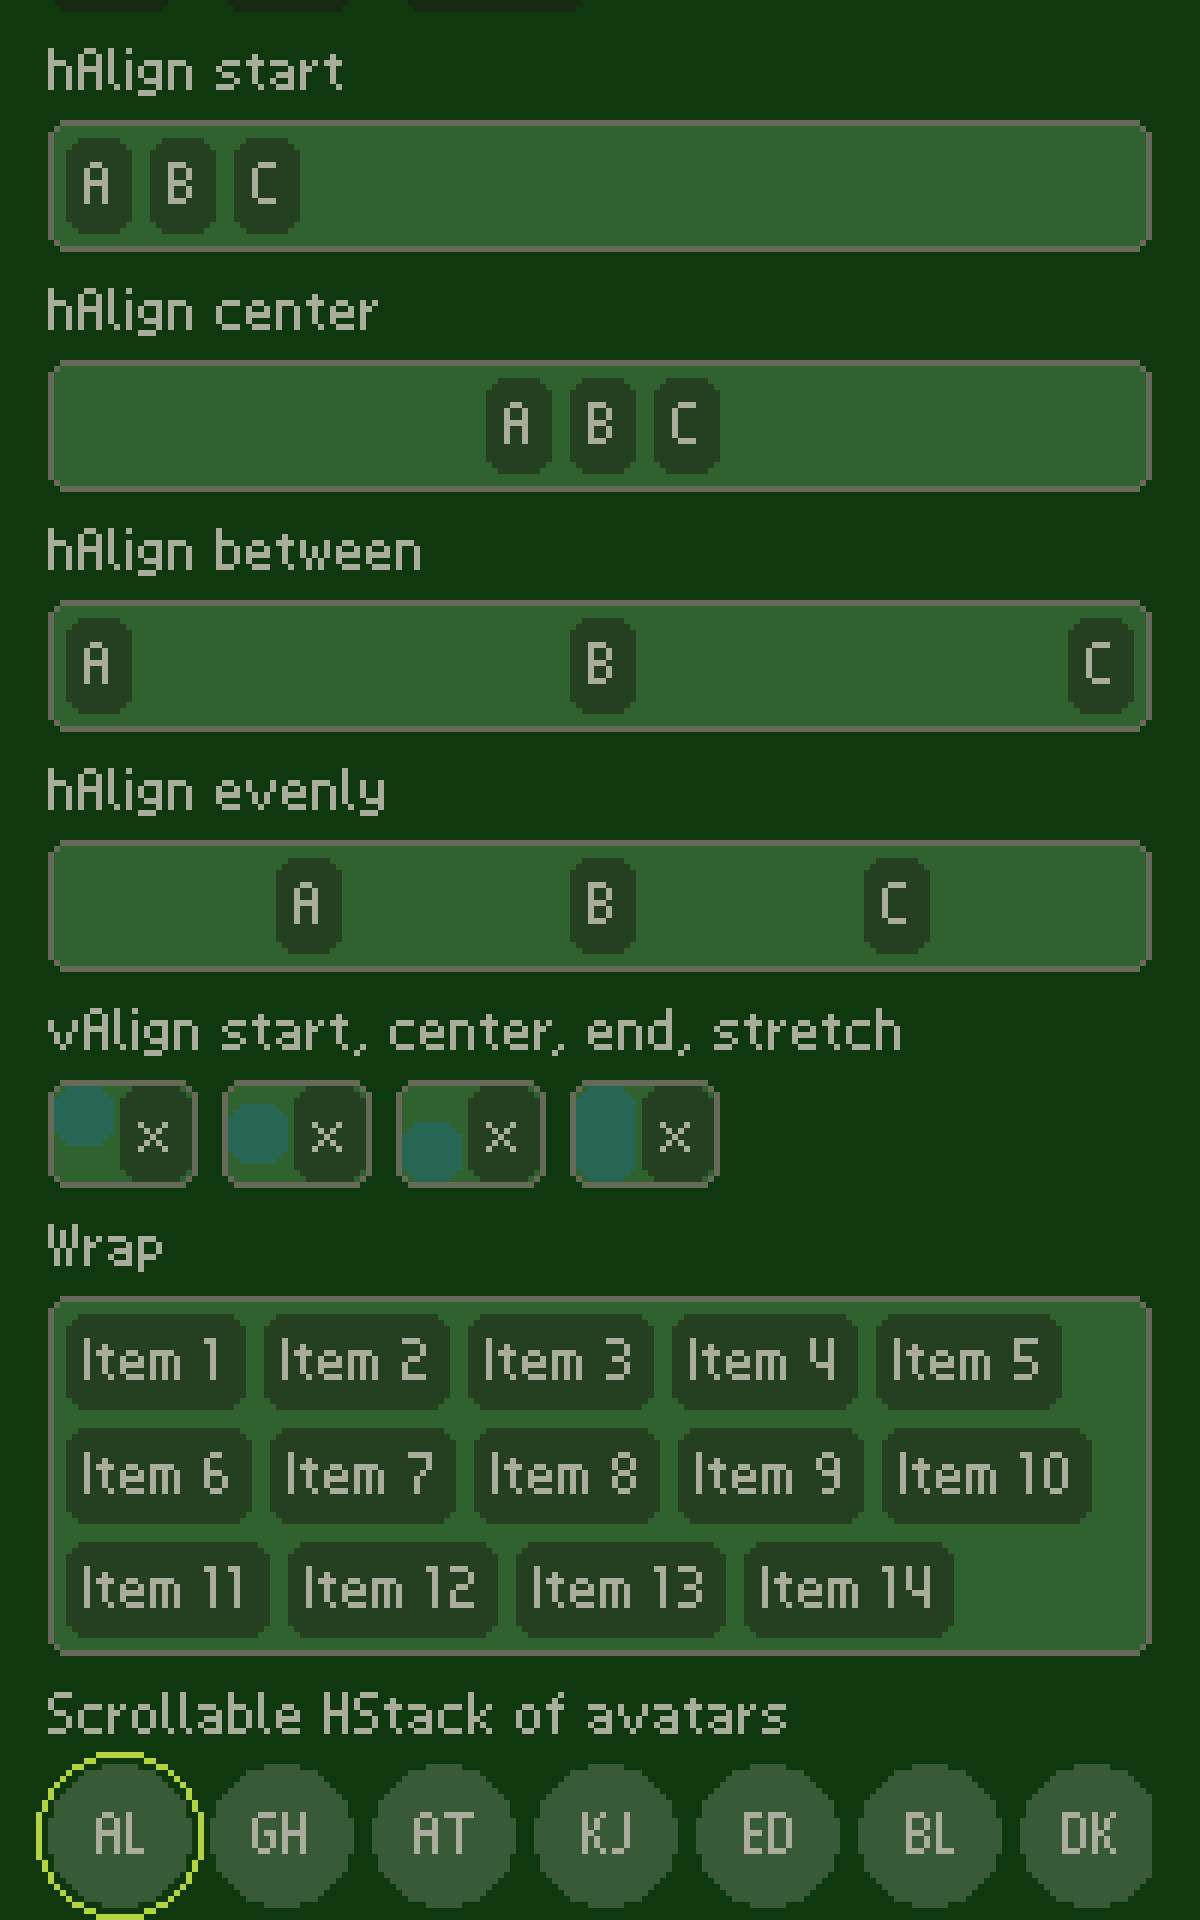 hAlign start
A B C
hAlign center
A B C
hAlign between
A B C
hAlign evenly
A B C
vAlign start, center, end, stretch
x x x x
Wrap
Item 1 Item 2 Item 3 Item 4 Item 5
Item 6 Item 7 Item 8 Item 9 Item 10
Item 11 Item 12 Item 13 Item 14
Scrollable HStack of avatars
AL GH AT KJ ED BL DK